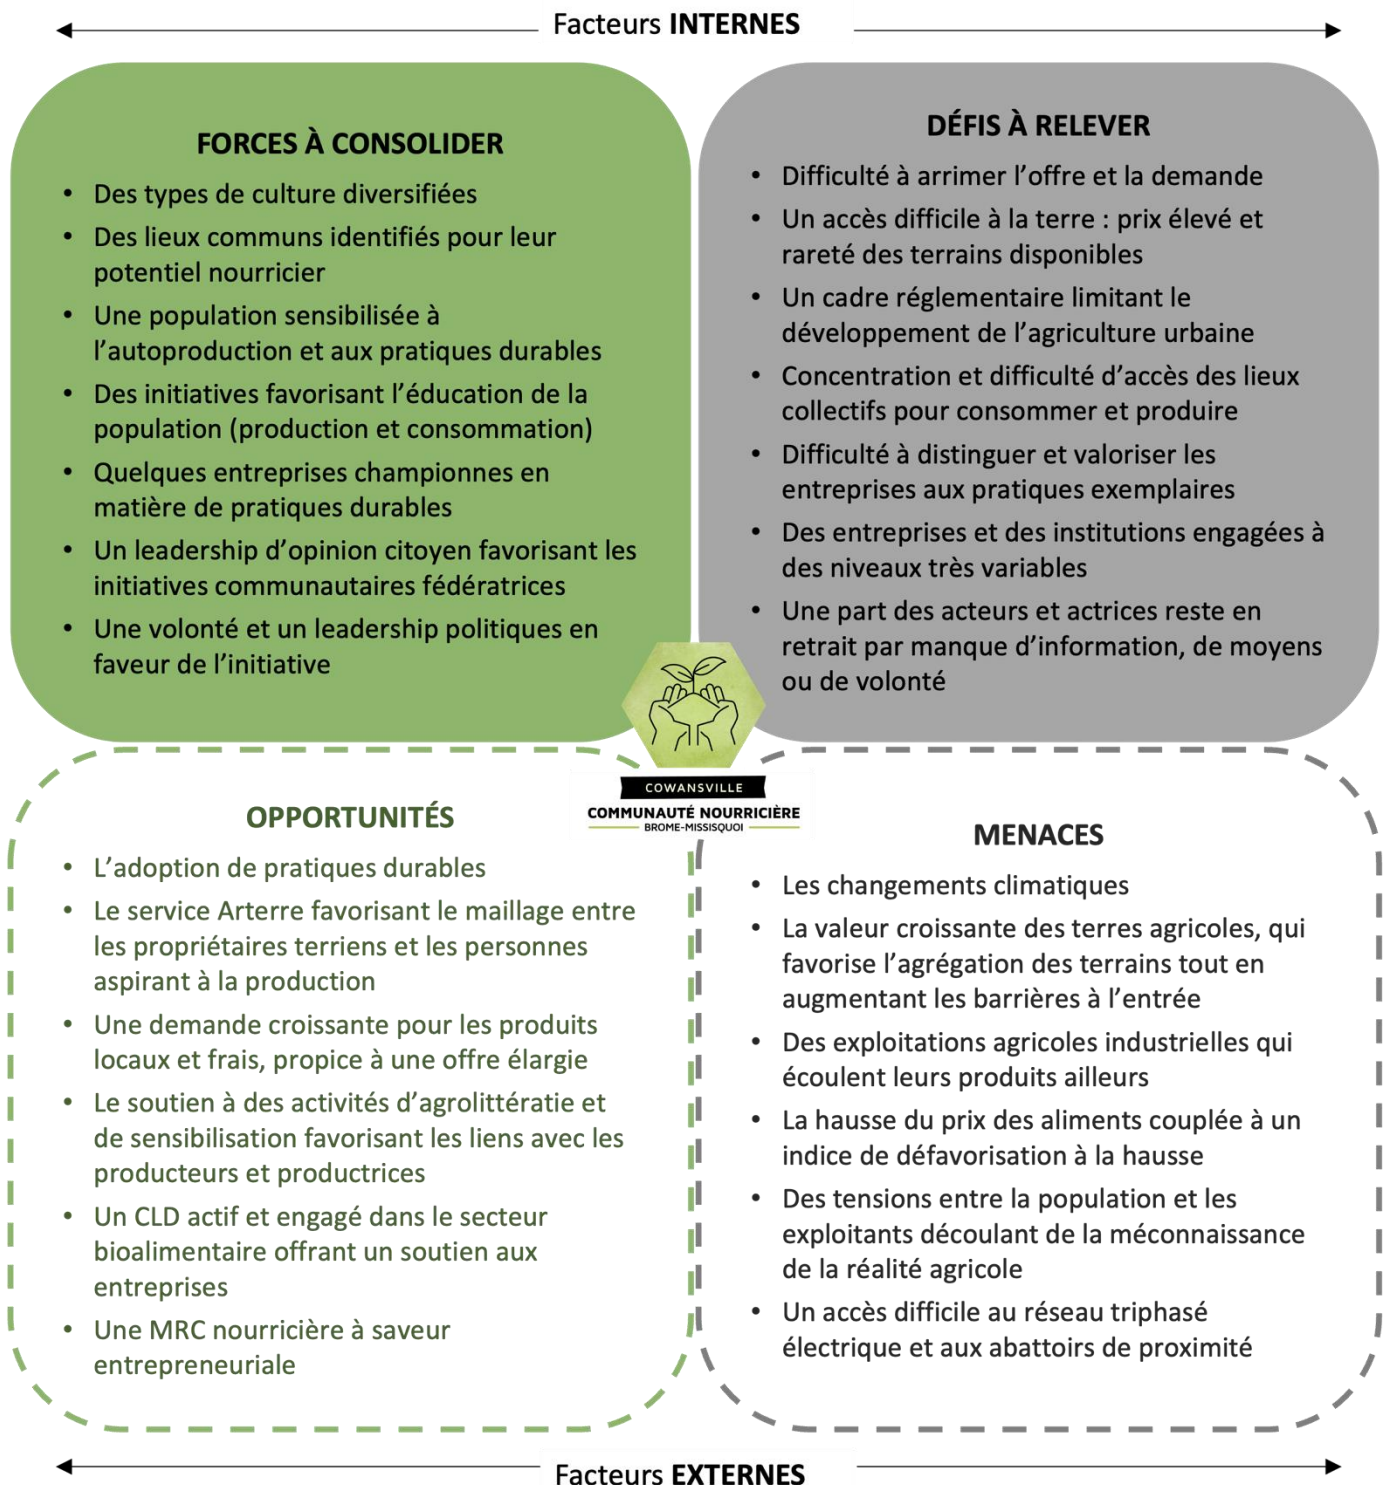 Facteurs INTERNES
FORCES À CONSOLIDER
• Des types de culture diversifiées
• Des lieux communs identifiés pour leur
potentiel nourricier
• Une population sensibilisée à
l’autoproduction et aux pratiques durables
• Des initiatives favorisant l’éducation de la
population (production et consommation)
• Quelques entreprises championnes en
matière de pratiques durables
• Un leadership d’opinion citoyen favorisant les
initiatives communautaires fédératrices
• Une volonté et un leadership politiques en
faveur de l’initiative
DÉFIS À RELEVER
• Difficulté à arrimer l’offre et la demande
• Un accès difficile à la terre : prix élevé et
rareté des terrains disponibles
• Un cadre réglementaire limitant le
développement de l’agriculture urbaine
• Concentration et difficulté d’accès des lieux
collectifs pour consommer et produire
• Difficulté à distinguer et valoriser les
entreprises aux pratiques exemplaires
• Des entreprises et des institutions engagées à
des niveaux très variables
• Une part des acteurs et actrices reste en
retrait par manque d’information, de moyens
ou de volonté
COWANSVILLE
COMMUNAUTÉ NOURRICIÈRE
BROME-MISSISQUOI
OPPORTUNITÉS
• L’adoption de pratiques durables
• Le service Arterre favorisant le maillage entre
les propriétaires terriens et les personnes
aspirant à la production
• Une demande croissante pour les produits
locaux et frais, propice à une offre élargie
• Le soutien à des activités d’agrolittératie et
de sensibilisation favorisant les liens avec les
producteurs et productrices
• Un CLD actif et engagé dans le secteur
bioalimentaire offrant un soutien aux
entreprises
• Une MRC nourricière à saveur
entrepreneuriale
MENACES
• Les changements climatiques
• La valeur croissante des terres agricoles, qui
favorise l’agrégation des terrains tout en
augmentant les barrières à l’entrée
• Des exploitations agricoles industrielles qui
écoulent leurs produits ailleurs
• La hausse du prix des aliments couplée à un
indice de défavorisation à la hausse
• Des tensions entre la population et les
exploitants découlant de la méconnaissance
de la réalité agricole
• Un accès difficile au réseau triphasé
électrique et aux abattoirs de proximité
Facteurs EXTERNES